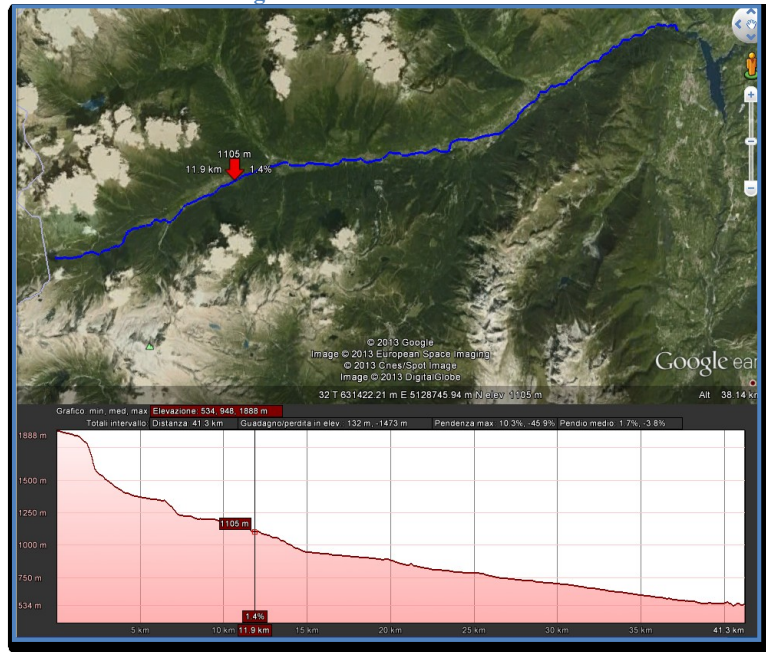 1105 m
11.9 km 1.4%
© 2013 Google
Image © 2013 European Space Imaging
© 2013 Cnes/Spot Image
Image © 2013 DigitalGlobe
Google ear
32 T 631422.21 m E 5128745.94 m N elev 1105 m
Alt 38.14 km
Grafico: min, med, max Elevazione: 534, 948, 1888 m
Totali intervallo: Distanza: 41.3 km Guadagno/perdita in elev.: 132 m, -1473 m Pendenza max: 10.3%, -45.9% Pendio medio: 1.7%, -3.8%
1888 m
1500 m
1250 m
1105 m
1000 m
750 m
534 m
1.4%
5 km 10 km 11.9 km 15 km 20 km 25 km 30 km 35 km 41.3 km